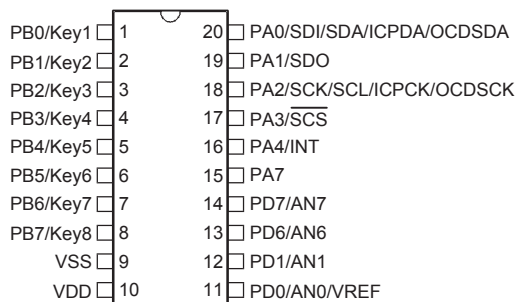 PB0/Key1 1 20 PA0/SDI/SDA/ICPDA/OCDSDA
PB1/Key2 2 19 PA1/SDO
PB2/Key3 3 18 PA2/SCK/SCL/ICPCK/OCDSCK
PB3/Key4 4 17 PA3/SCS
PB4/Key5 5 16 PA4/INT
PB5/Key6 6 15 PA7
PB6/Key7 7 14 PD7/AN7
PB7/Key8 8 13 PD6/AN6
VSS 9 12 PD1/AN1
VDD 10 11 PD0/AN0/VREF